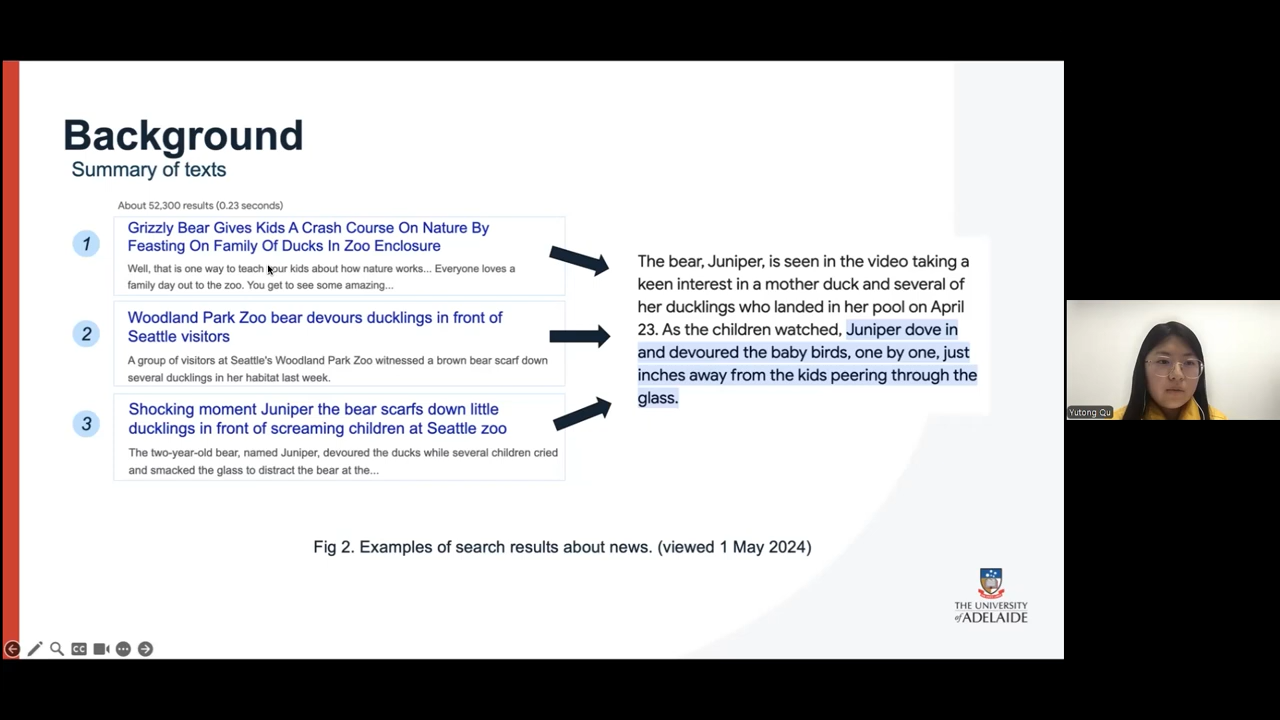 Background
Summary of texts
About 52,300 results (0.23 seconds)
1
Grizzly Bear Gives Kids A Crash Course On Nature By
Feasting On Family Of Ducks In Zoo Enclosure
Well, that is one way to teach your kids about how nature works... Everyone loves a
family day out to the zoo. You get to see some amazing...
2
Woodland Park Zoo bear devours ducklings in front of
Seattle visitors
A group of visitors at Seattle's Woodland Park Zoo witnessed a brown bear scarf down
several ducklings in her habitat last week.
3
Shocking moment Juniper the bear scarfs down little
ducklings in front of screaming children at Seattle zoo
The two-year-old bear, named Juniper, devoured the ducks while several children cried
and smacked the glass to distract the bear at the...
The bear, Juniper, is seen in the video taking a
keen interest in a mother duck and several of
her ducklings who landed in her pool on April
23. As the children watched, Juniper dove in
and devoured the baby birds, one by one, just
inches away from the kids peering through the
glass.
Fig 2. Examples of search results about news. (viewed 1 May 2024)
THE UNIVERSITY
of ADELAIDE
CC
Yutong Qu